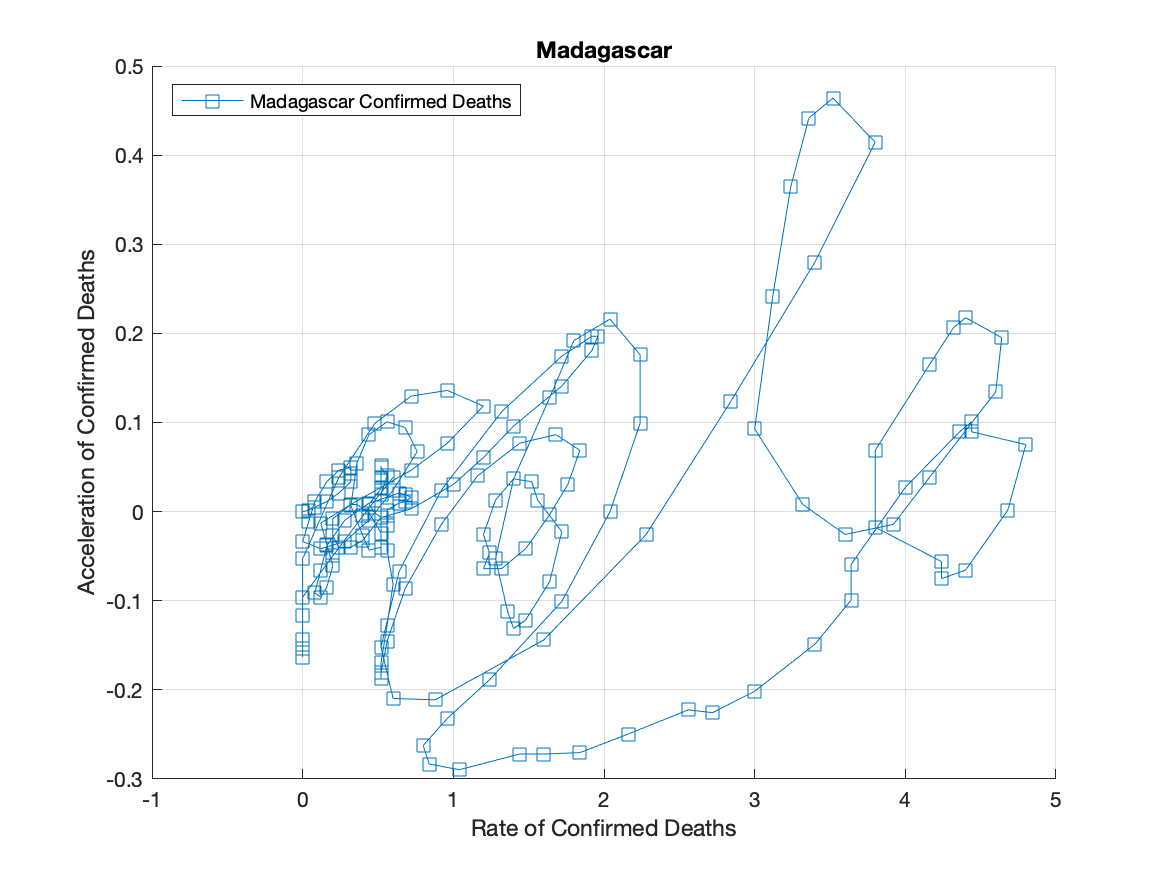 Madagascar
0.5
Madagascar Confirmed Deaths
0.4
0.3
0.2
0.1
0
-0.1
-0.2
-0.3
Acceleration of Confirmed Deaths
-1 0 1 2 3 4 5
Rate of Confirmed Deaths